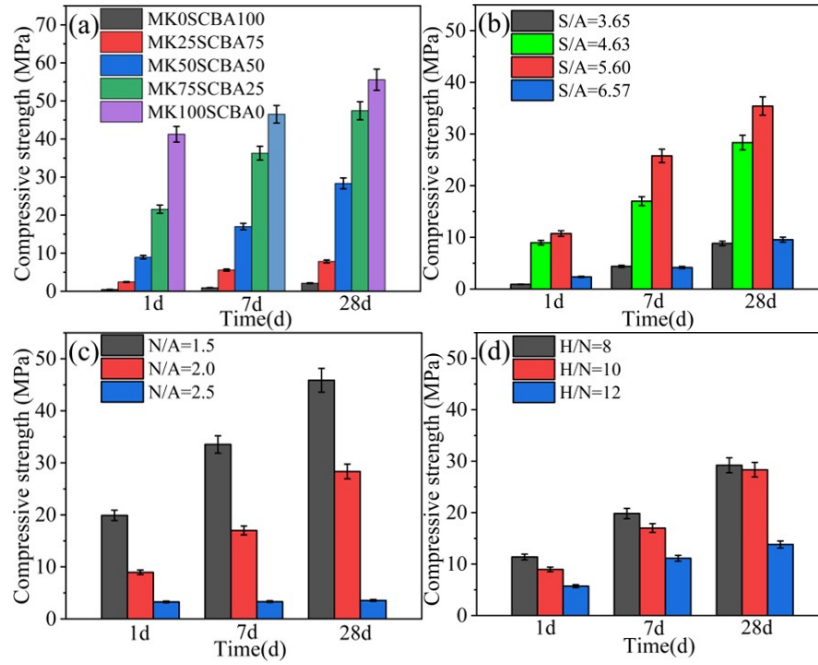 (a)
MK0SCBA100
MK25SCBA75
MK50SCBA50
MK75SCBA25
MK100SCBA0
Compressive strength (MPa)
70
60
50
40
30
20
10
0
1d 7d 28d
Time(d)
(b)
S/A=3.65
S/A=4.63
S/A=5.60
S/A=6.57
Compressive strength (MPa)
50
40
30
20
10
0
1d 7d 28d
Time(d)
(c)
N/A=1.5
N/A=2.0
N/A=2.5
Compressive strength (MPa)
50
40
30
20
10
0
1d 7d 28d
Time(d)
(d)
H/N=8
H/N=10
H/N=12
Compressive strength (MPa)
50
40
30
20
10
0
1d 7d 28d
Time(d)